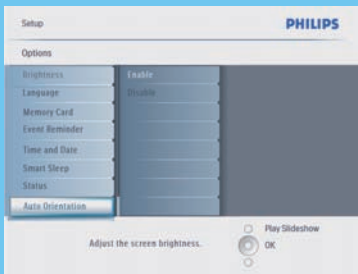 Setup
PHILIPS
Options
Brightness
Enable
Language
Disable
Memory Card
Event Reminder
Time and Date
Smart Sleep
Status
Auto Orientation
Adjust the screen brightness.
Play Slideshow
OK